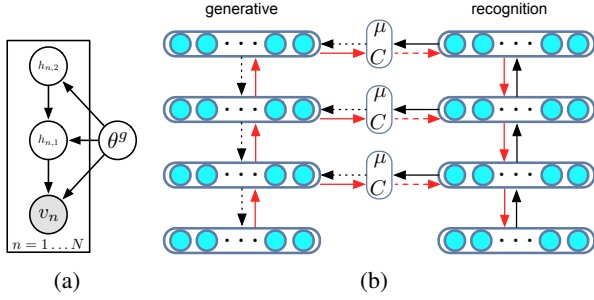 generative
recognition
h_{n,2}
h_{n,1}
θ^g
v_n
n = 1 … N
· · ·
· · ·
μ
C
· · ·
· · ·
μ
C
· · ·
· · ·
μ
C
· · ·
· · ·
(a)
(b)